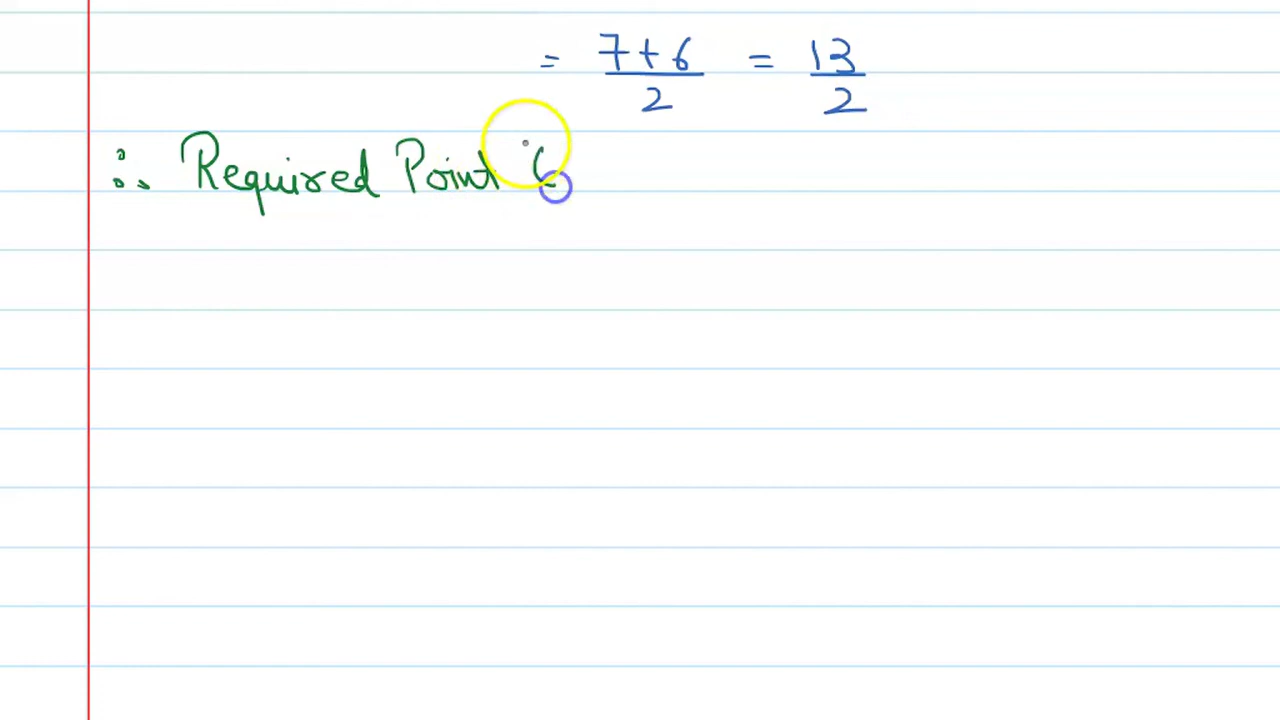 = 7+6/2 = 13/2
∴ Required Point